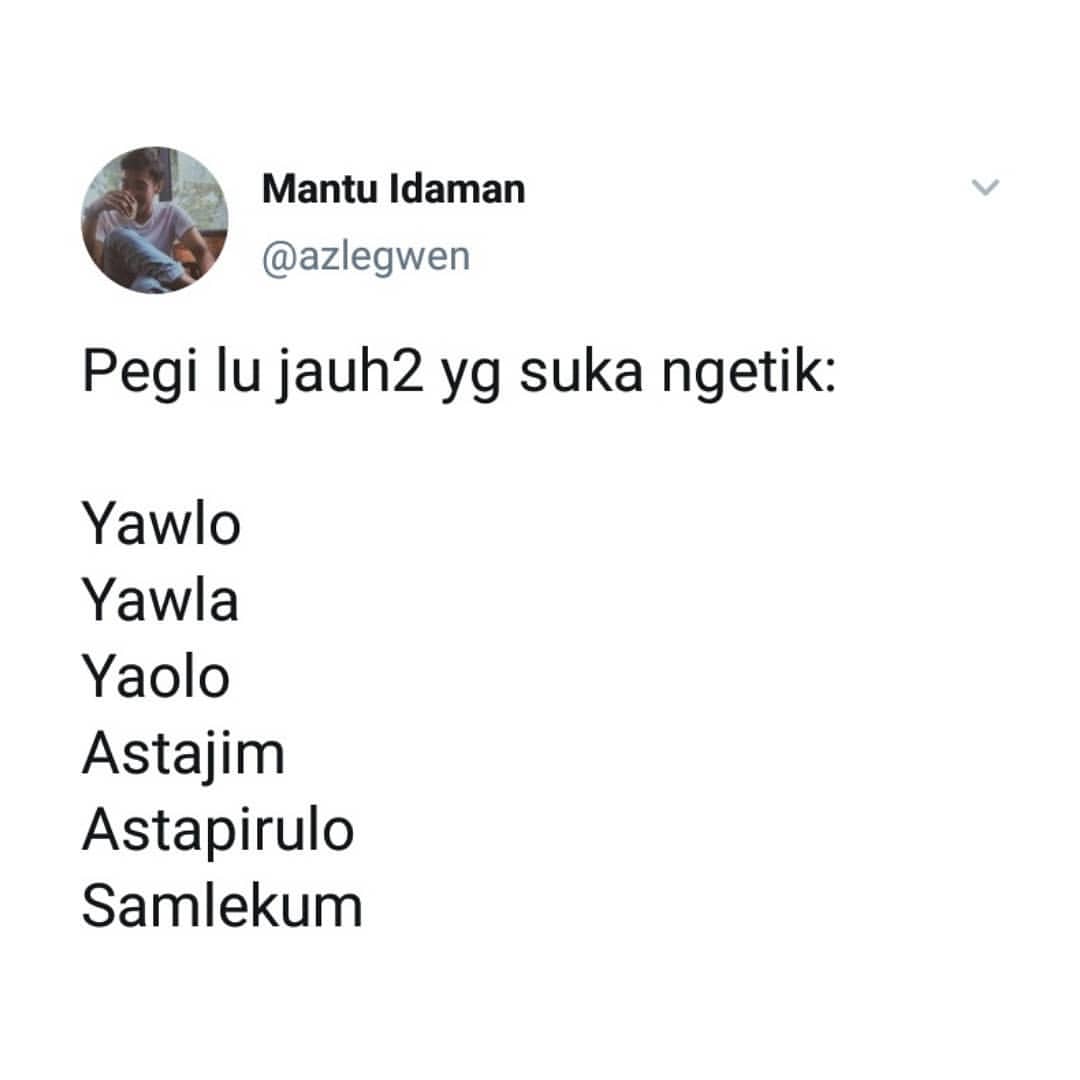 Mantu Idaman
@azlegwen
Pegi lu jauh2 yg suka ngetik:
Yawlo
Yawla
Yaolo
Astajim
Astapirulo
Samlekum